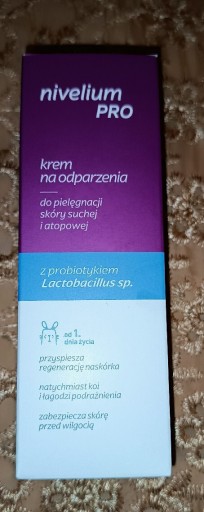 nivelium
PRO
krem
na odparzenia
do pielęgnacji
skóry suchej
i atopowej
z probiotykiem
Lactobacillus sp.
"1"
od 1.
dnia życia
przyspiesza
regenerację naskórka
natychmiast koi
i łagodzi podrażnienia
zabezpiecza skórę
przed wilgocią